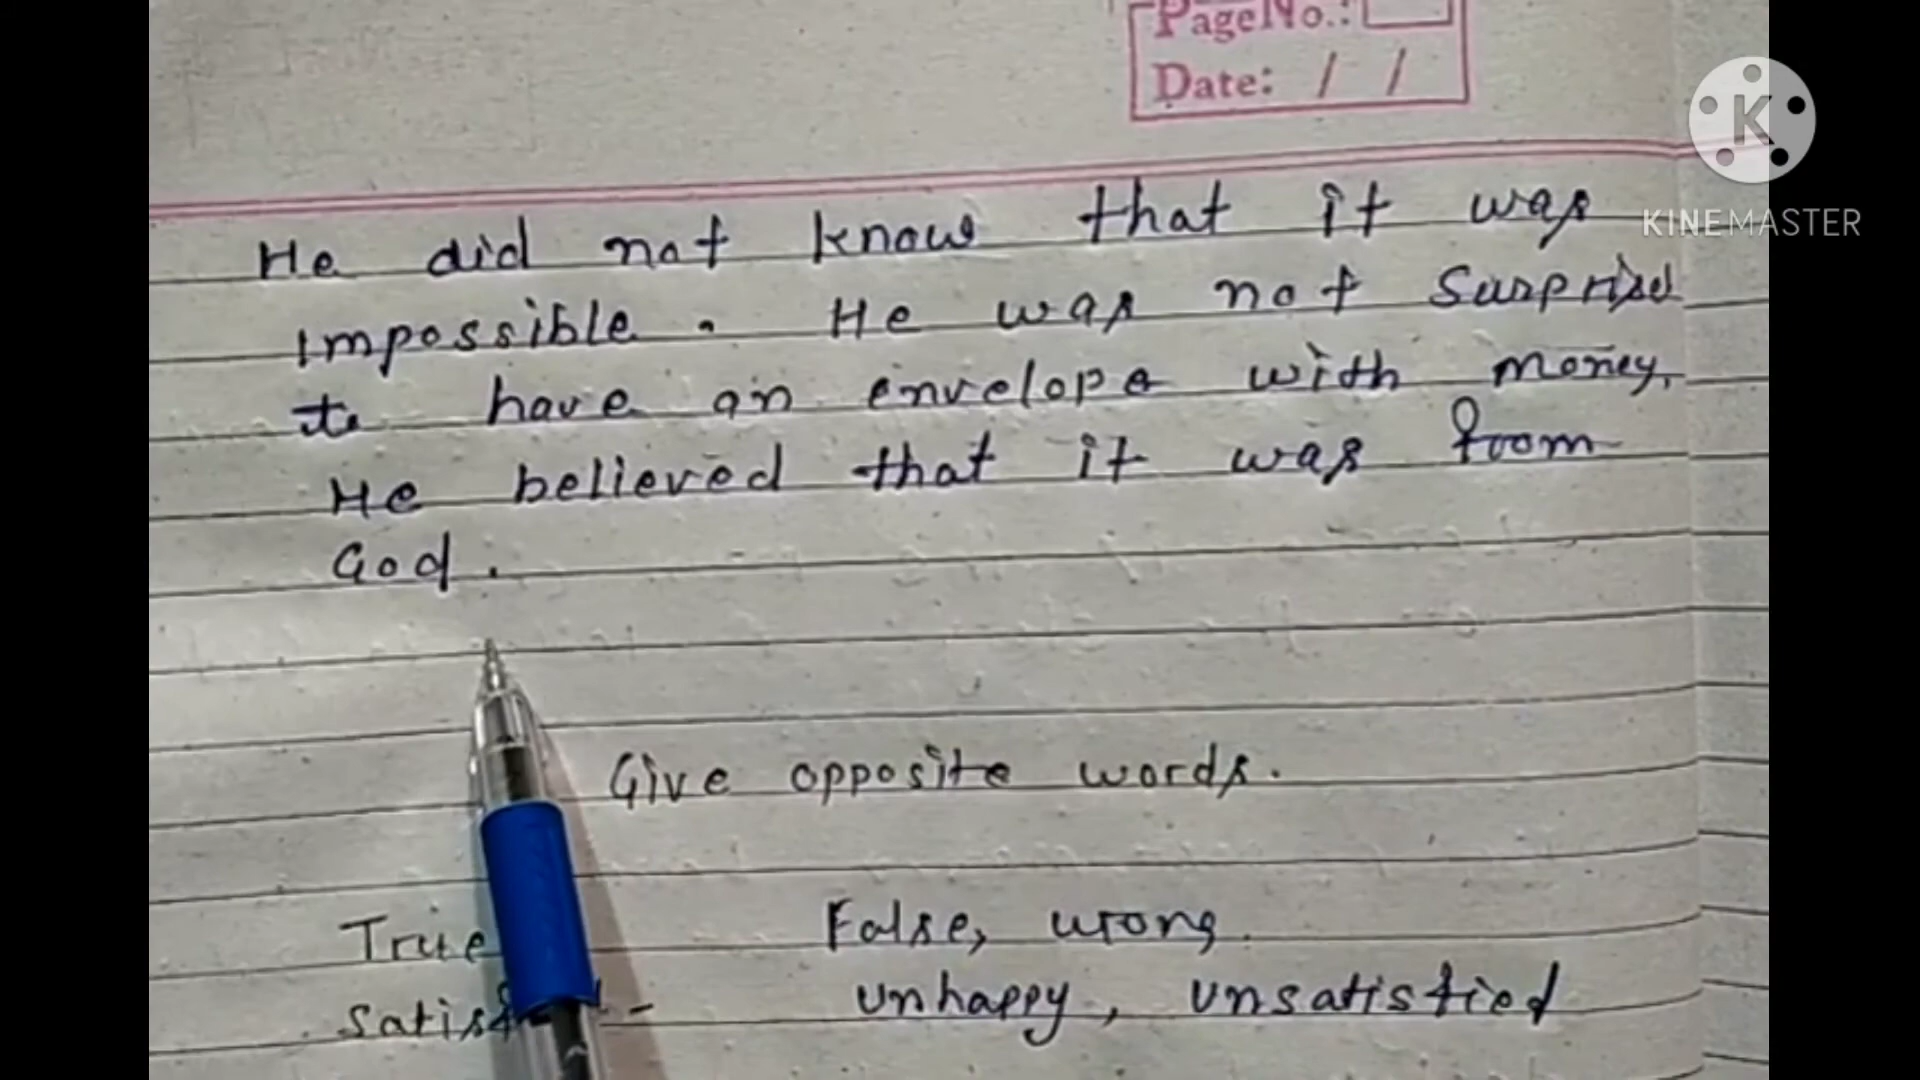 PageNo.:
Date: / /
K
KINEMASTER
He did not know that it was
impossible. He was not surprised
to have an envelope with money.
He believed that it was from
God.
Give opposite words.
True False, wrong.
- unhappy, unsatisfied